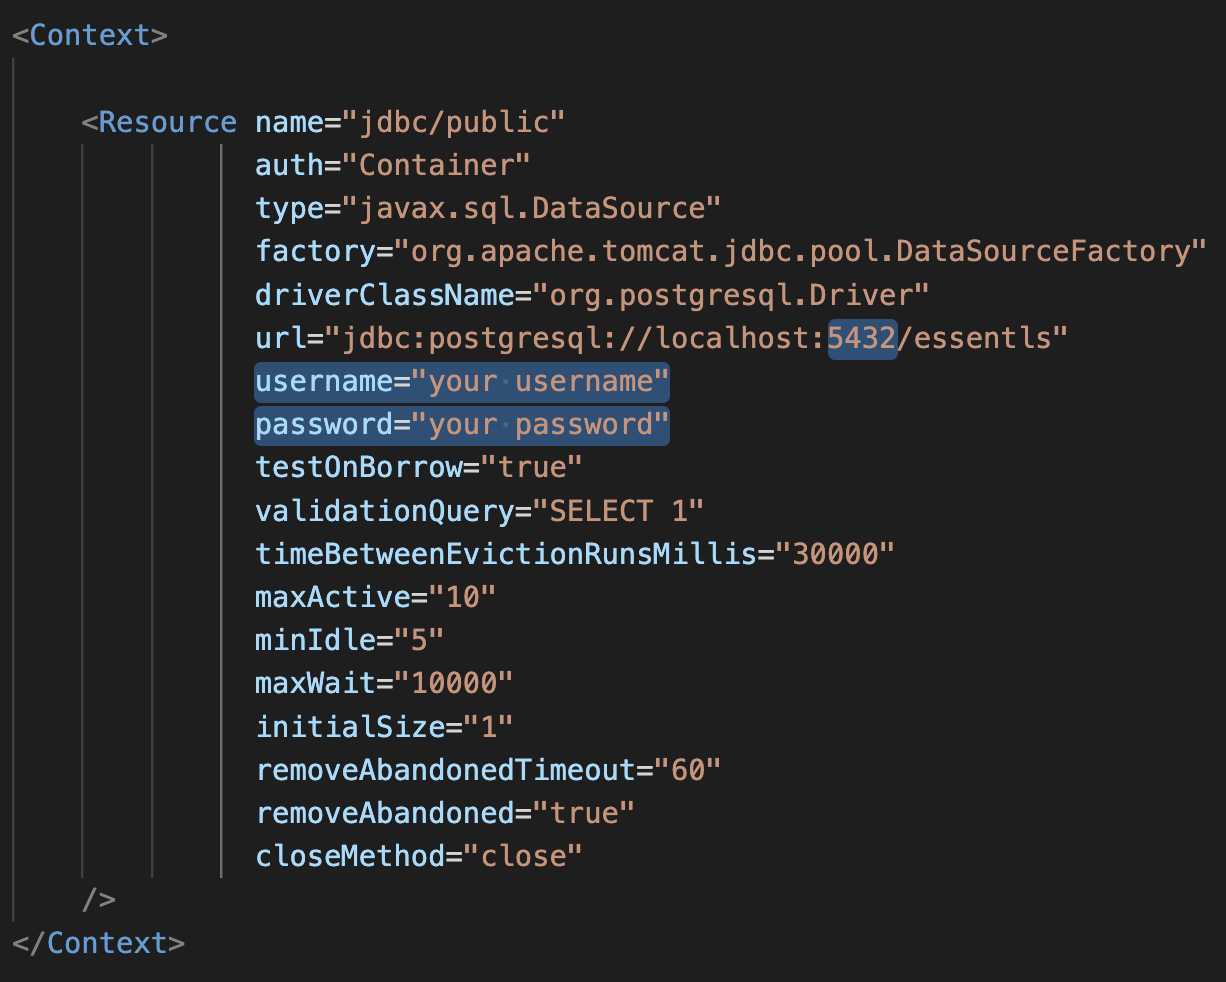 <Context>
<Resource name="jdbc/public"
auth="Container"
type="javax.sql.DataSource"
factory="org.apache.tomcat.jdbc.pool.DataSourceFactory"
driverClassName="org.postgresql.Driver"
url="jdbc:postgresql://localhost:5432/essentls"
username="your username"
password="your password"
testOnBorrow="true"
validationQuery="SELECT 1"
timeBetweenEvictionRunsMillis="30000"
maxActive="10"
minIdle="5"
maxWait="10000"
initialSize="1"
removeAbandonedTimeout="60"
removeAbandoned="true"
closeMethod="close"
/>
</Context>